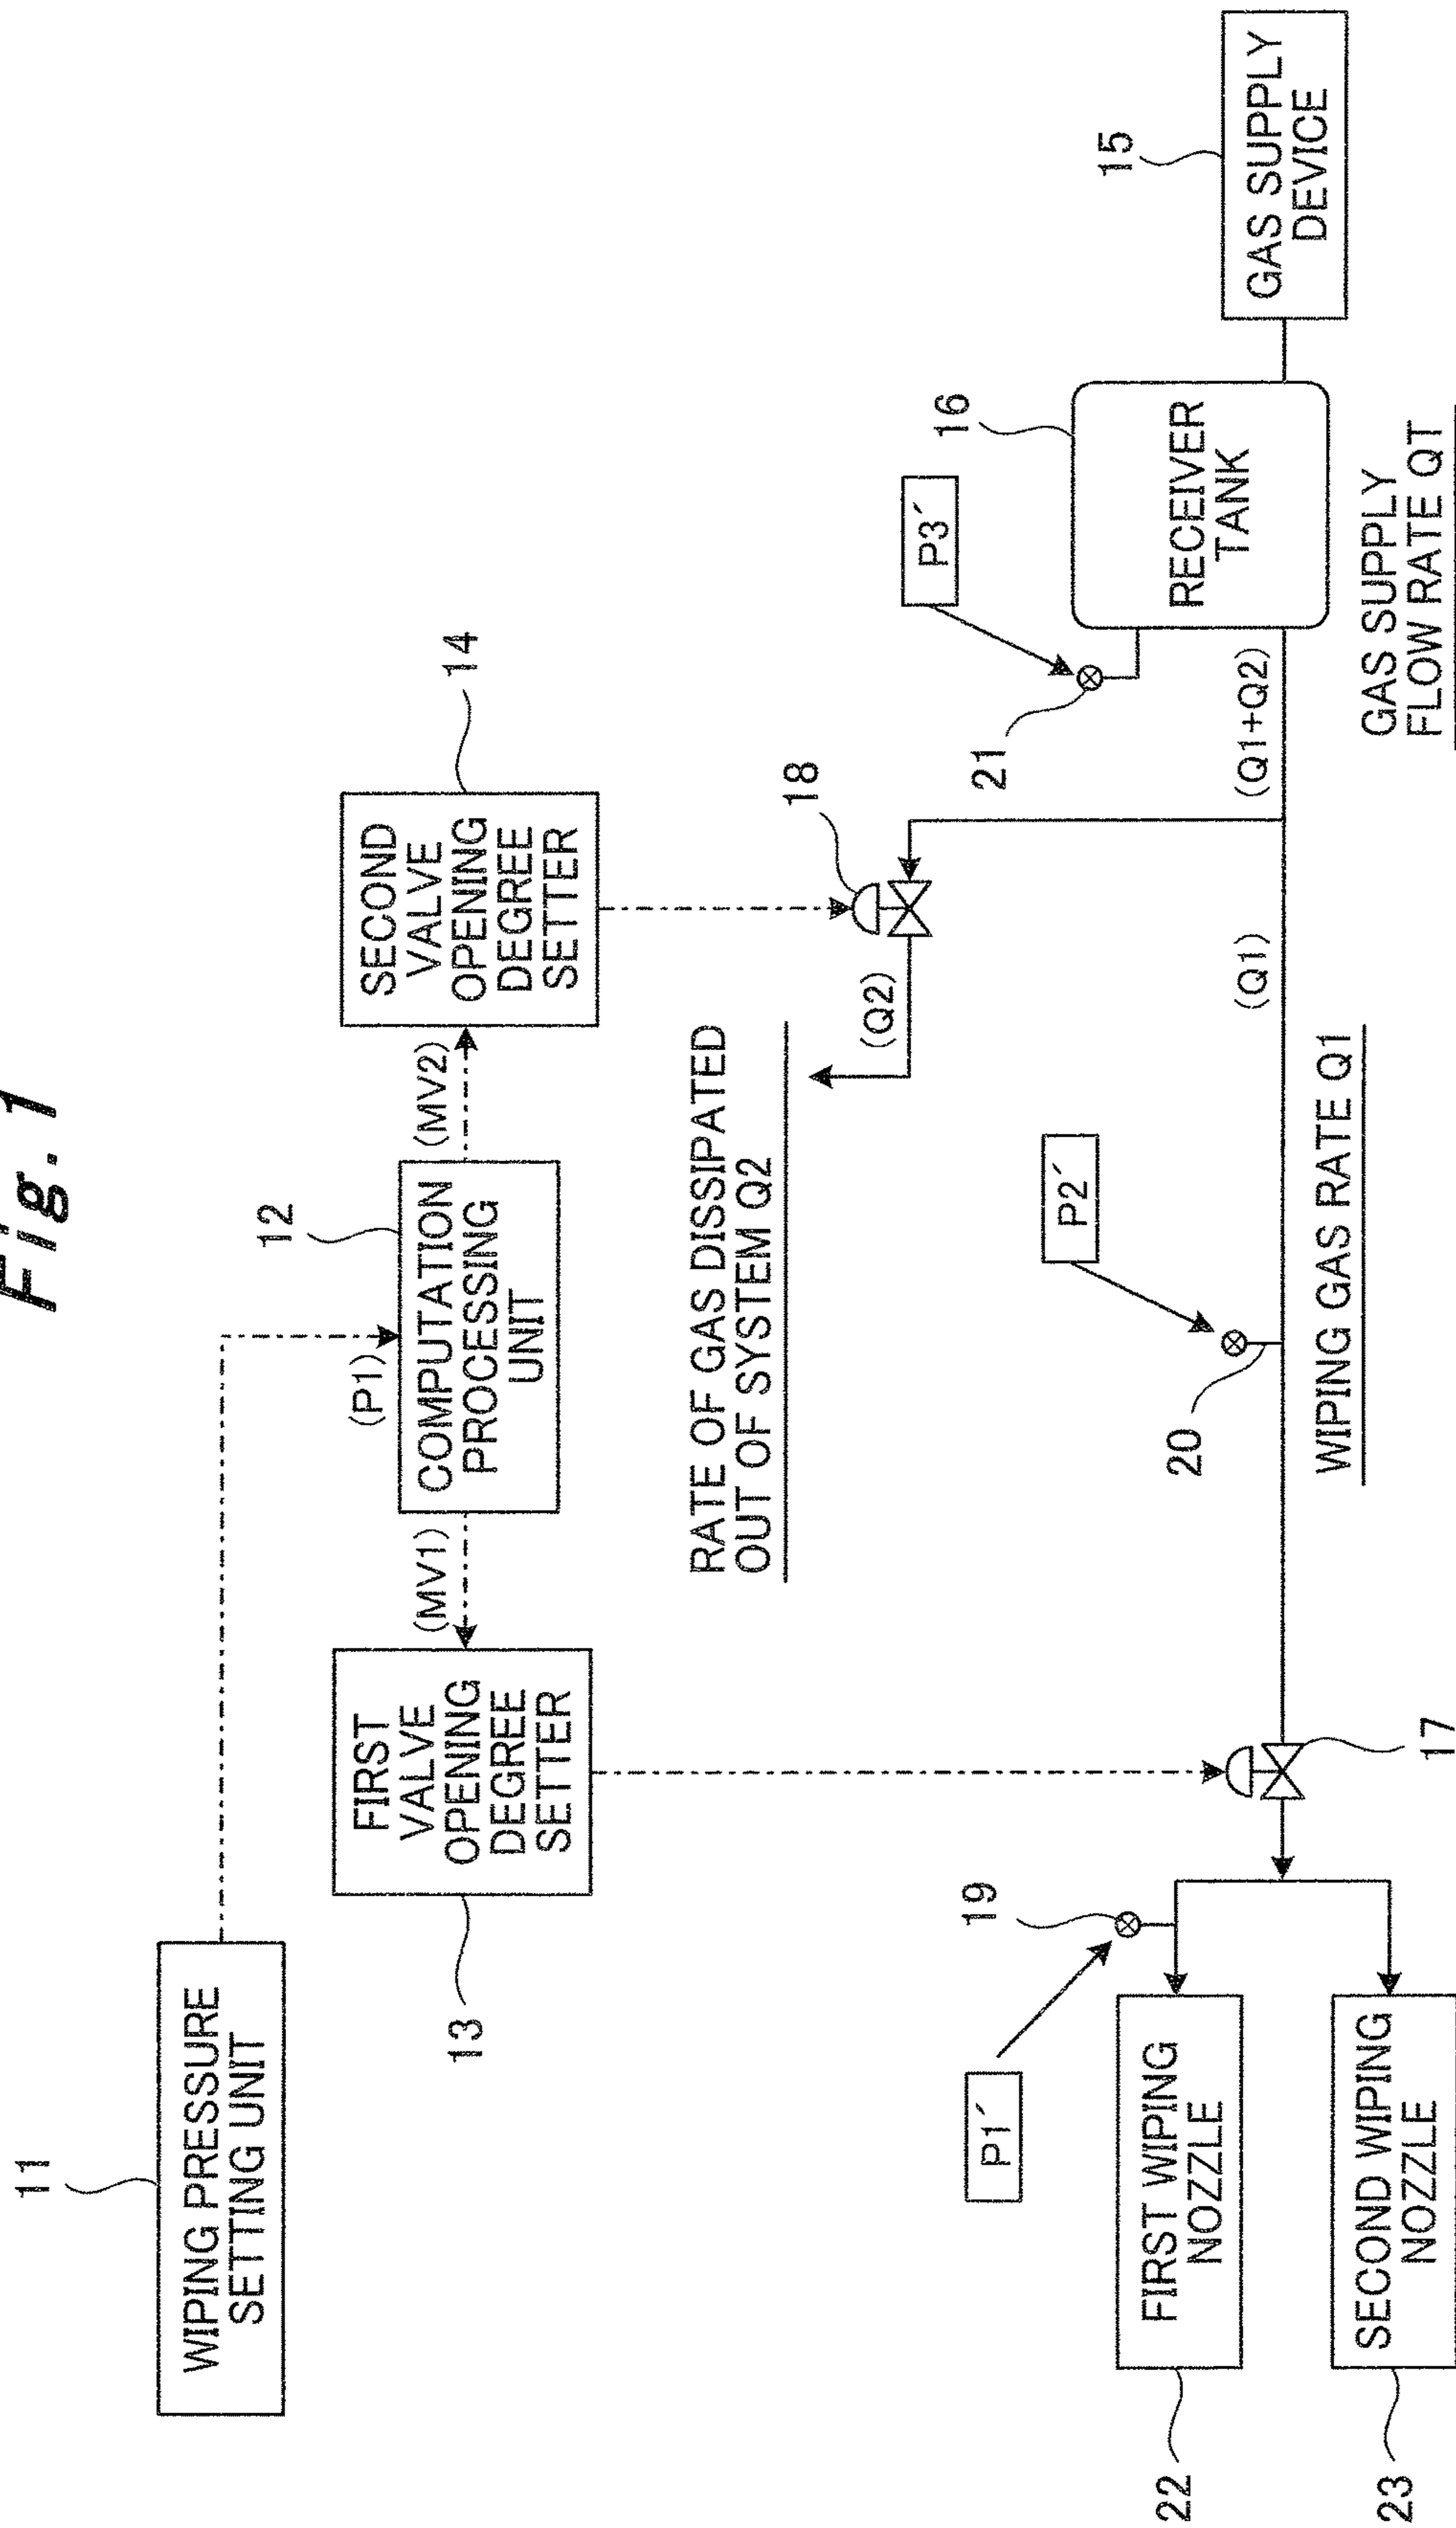 Fig. 1
11
WIPING PRESSURE
SETTING UNIT
12
(P1)
COMPUTATION
PROCESSING
UNIT
(MV1)
(MV2)
13
FIRST
VALVE
OPENING
DEGREE
SETTER
14
SECOND
VALVE
OPENING
DEGREE
SETTER
RATE OF GAS DISSIPATED
OUT OF SYSTEM Q2
18
(Q2)
P3´
21
16
RECEIVER
TANK
15
GAS SUPPLY
DEVICE
P1´
19
P2´
20
(Q1)
(Q1+Q2)
17
WIPING GAS RATE Q1
GAS SUPPLY
FLOW RATE QT
22
FIRST WIPING
NOZZLE
23
SECOND WIPING
NOZZLE